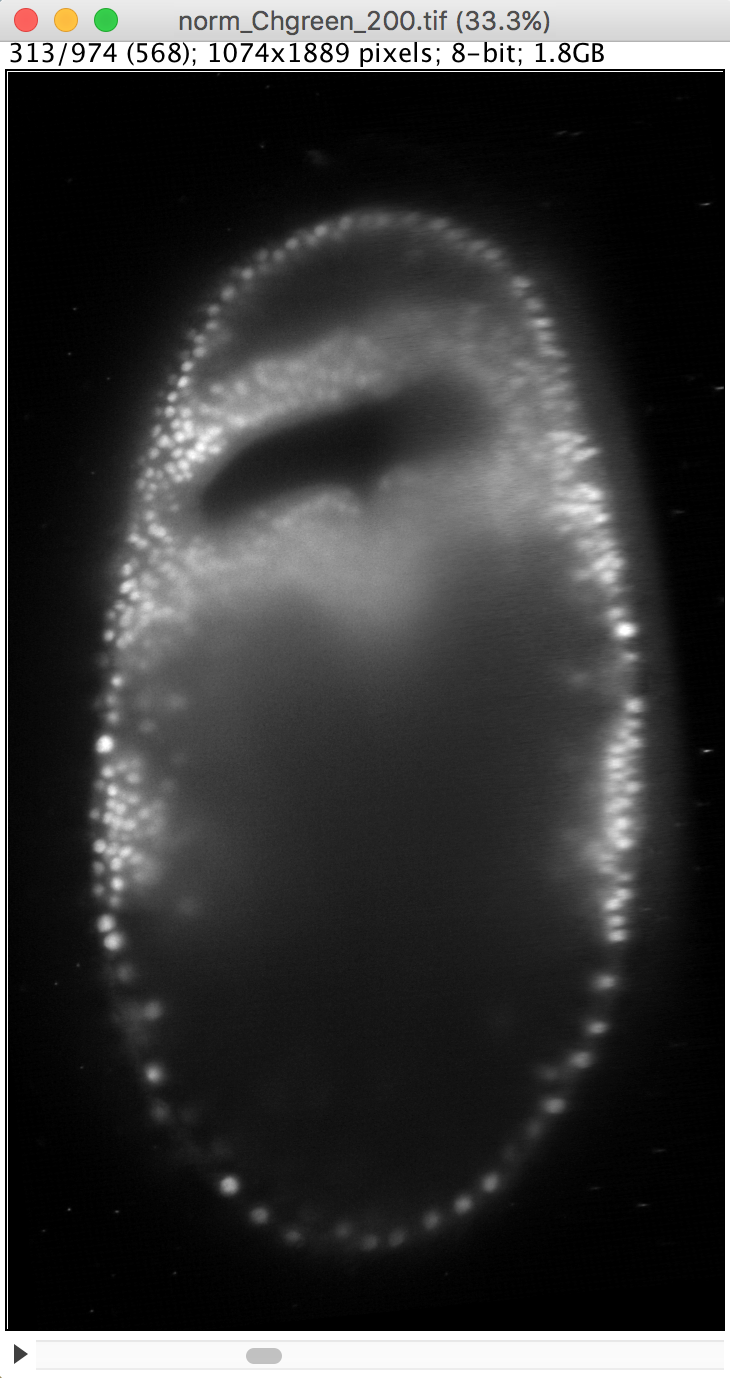 norm_Chgreen_200.tif (33.3%)
313/974 (568); 1074x1889 pixels; 8-bit; 1.8GB